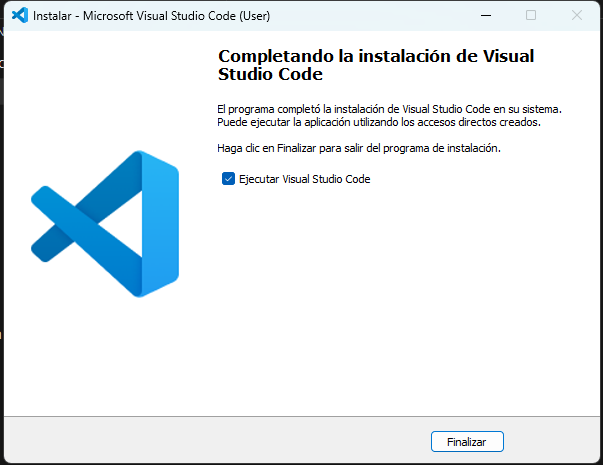 Instalar - Microsoft Visual Studio Code (User)
Completando la instalación de Visual
Studio Code
El programa completó la instalación de Visual Studio Code en su sistema.
Puede ejecutar la aplicación utilizando los accesos directos creados.
Haga clic en Finalizar para salir del programa de instalación.
Ejecutar Visual Studio Code
Finalizar